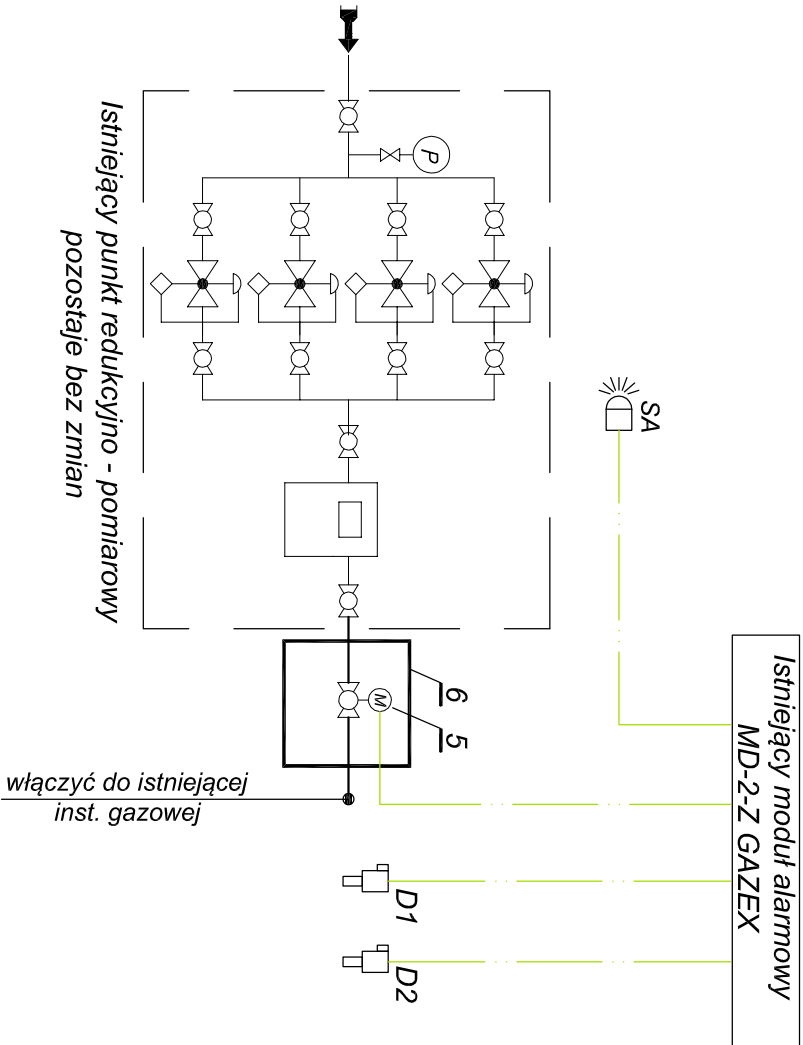 Istniejący moduł alarmowy
MD-2-Z GAZEX
SA
P
Istniejący punkt redukcyjno - pomiarowy
pozostaje bez zmian
M
6
5
D1
D2
włączyć do istniejącej
inst. gazowej